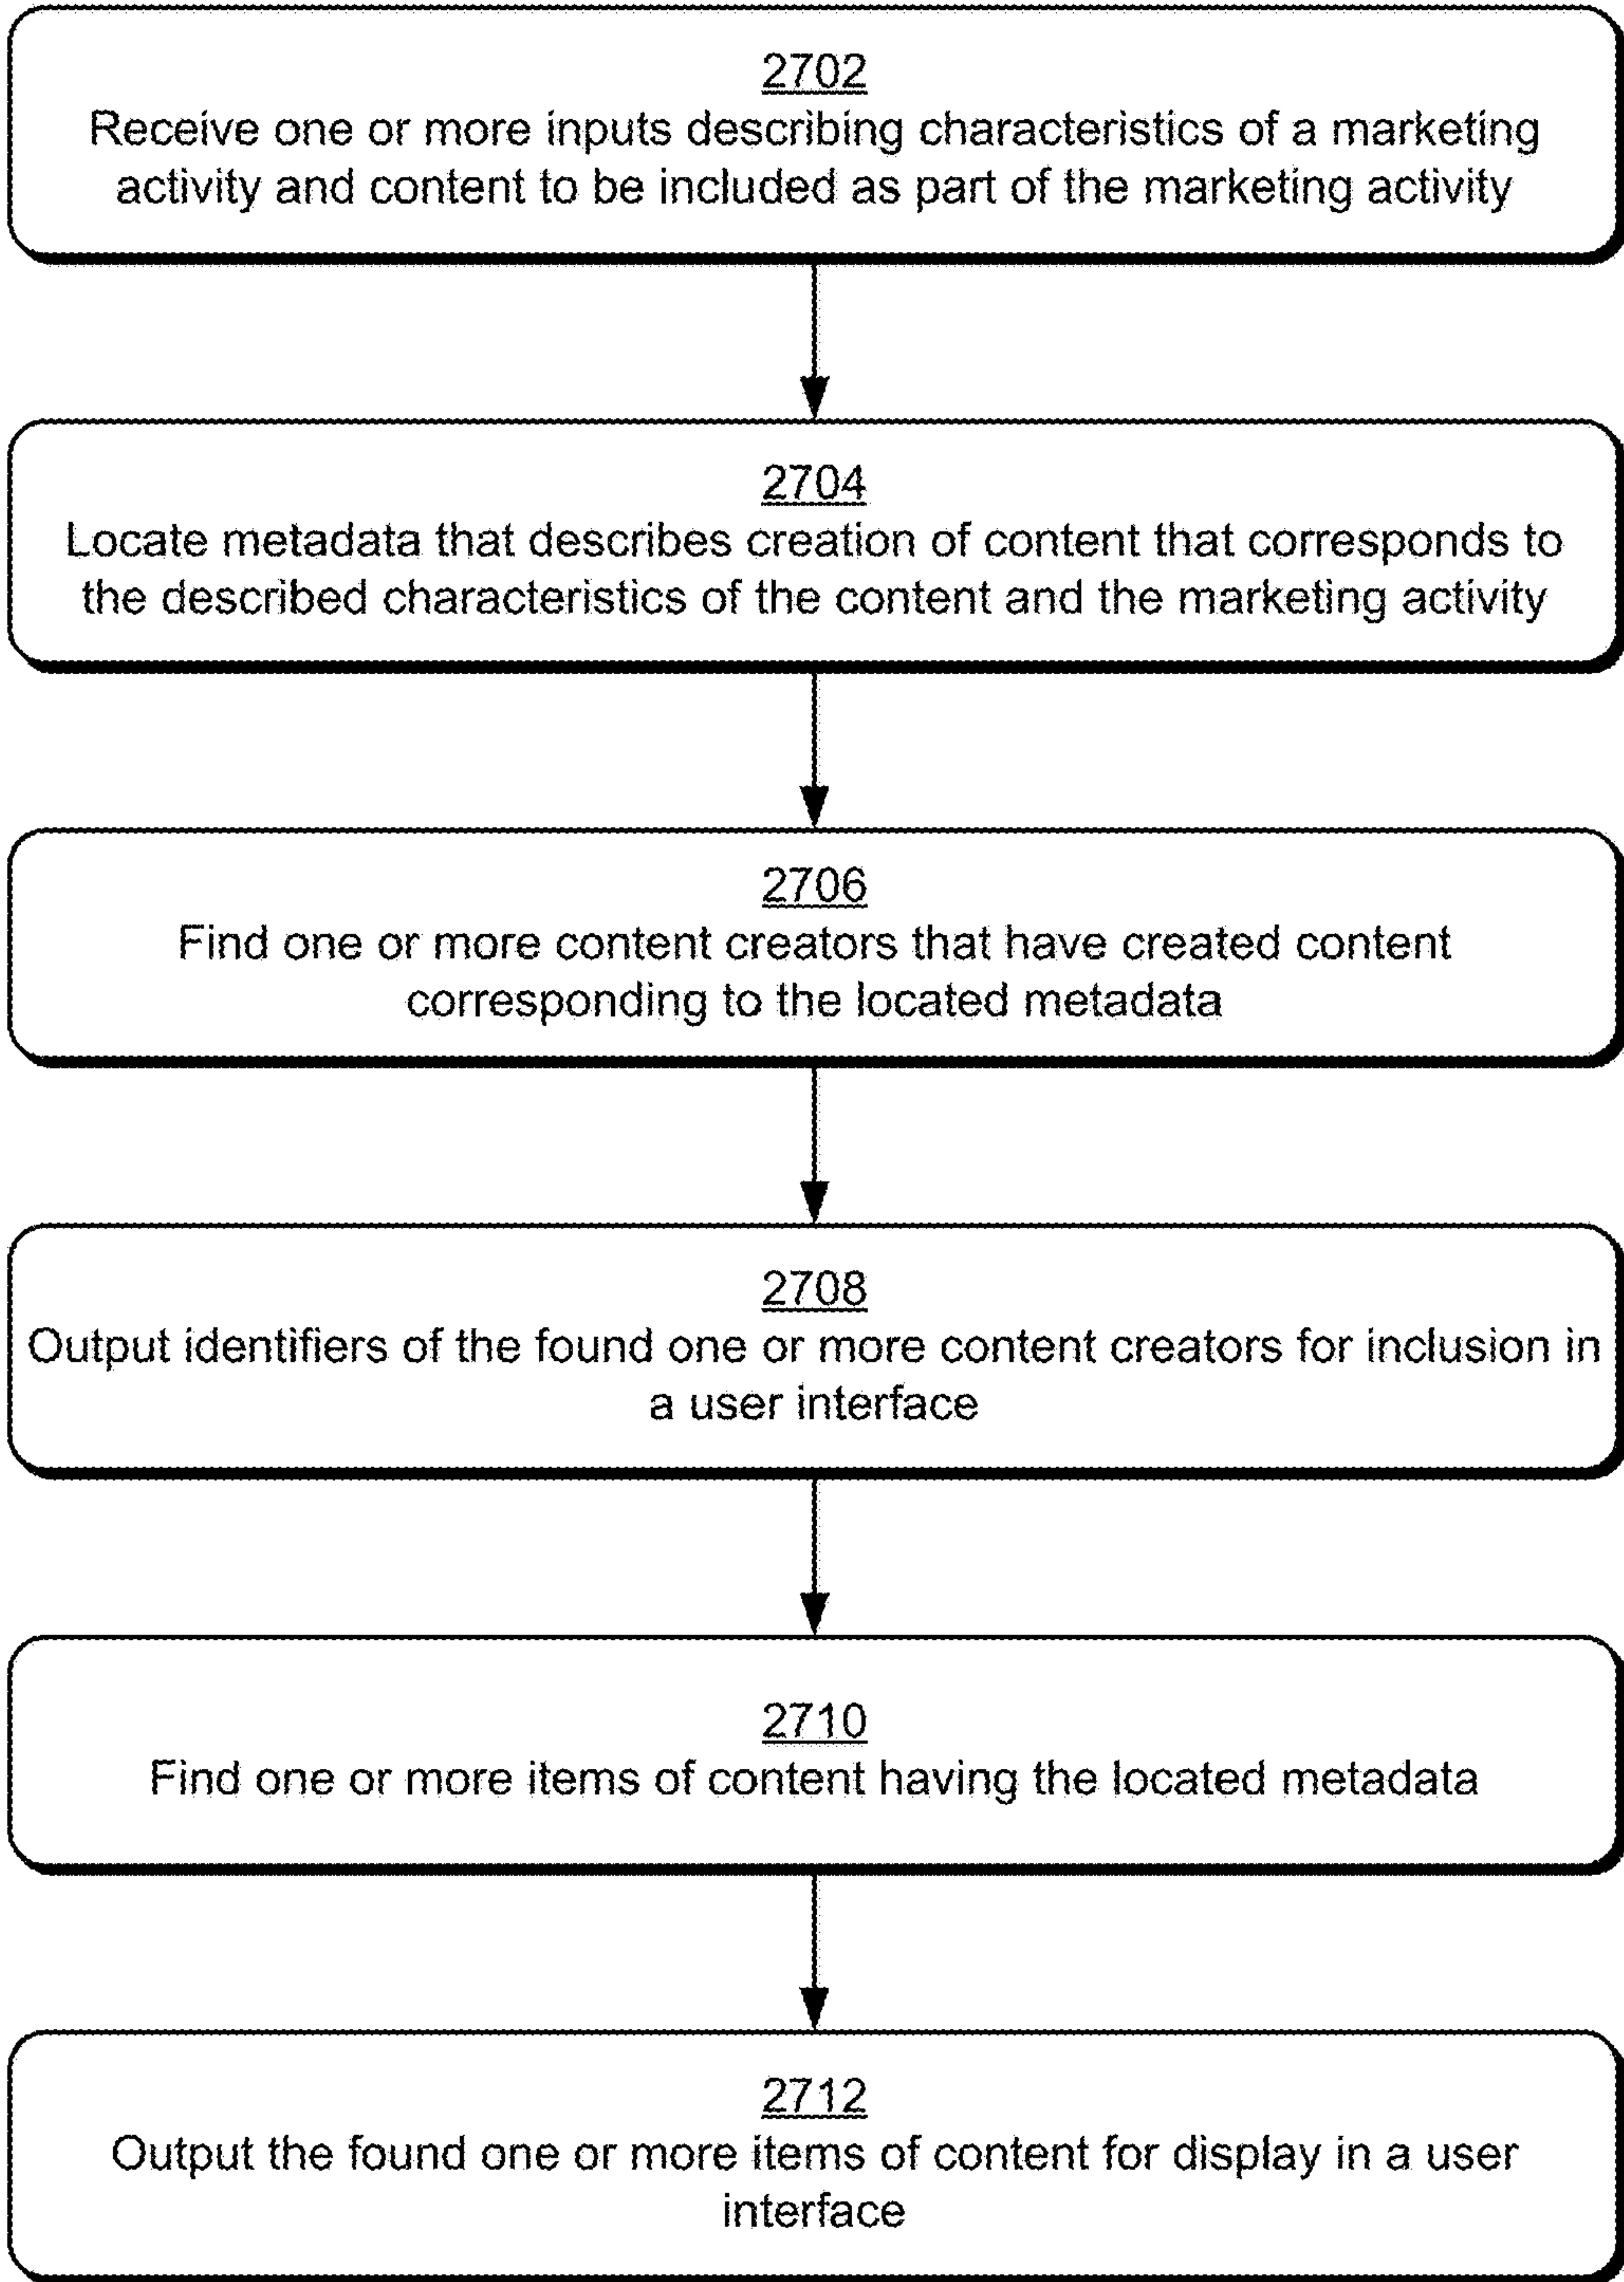 2702
Receive one or more inputs describing characteristics of a marketing
activity and content to be included as part of the marketing activity
2704
Locate metadata that describes creation of content that corresponds to
the described characteristics of the content and the marketing activity
2706
Find one or more content creators that have created content
corresponding to the located metadata
2708
Output identifiers of the found one or more content creators for inclusion in
a user interface
2710
Find one or more items of content having the located metadata
2712
Output the found one or more items of content for display in a user
interface